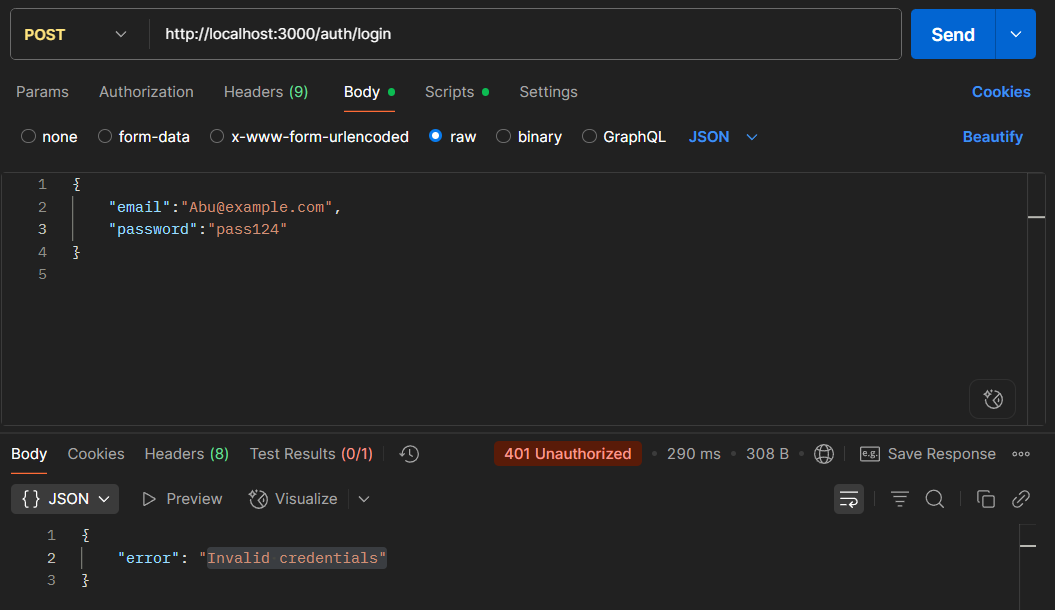 POST http://localhost:3000/auth/login Send
Params Authorization Headers (9) Body Scripts Settings Cookies
none form-data x-www-form-urlencoded raw binary GraphQL JSON Beautify
1 {
2 "email":"Abu@example.com",
3 "password":"pass124"
4 }
5
Body Cookies Headers (8) Test Results (0/1) 401 Unauthorized • 290 ms • 308 B • e.g. Save Response
{} JSON Preview Visualize
1 {
2 "error": "Invalid credentials"
3 }